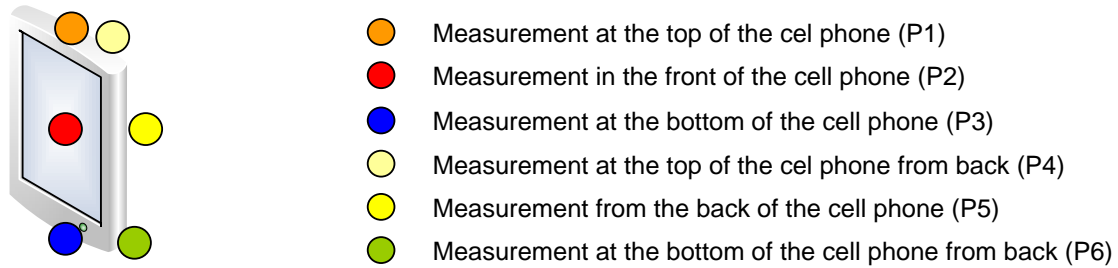 Measurement at the top of the cel phone (P1)
Measurement in the front of the cell phone (P2)
Measurement at the bottom of the cell phone (P3)
Measurement at the top of the cel phone from back (P4)
Measurement from the back of the cell phone (P5)
Measurement at the bottom of the cell phone from back (P6)